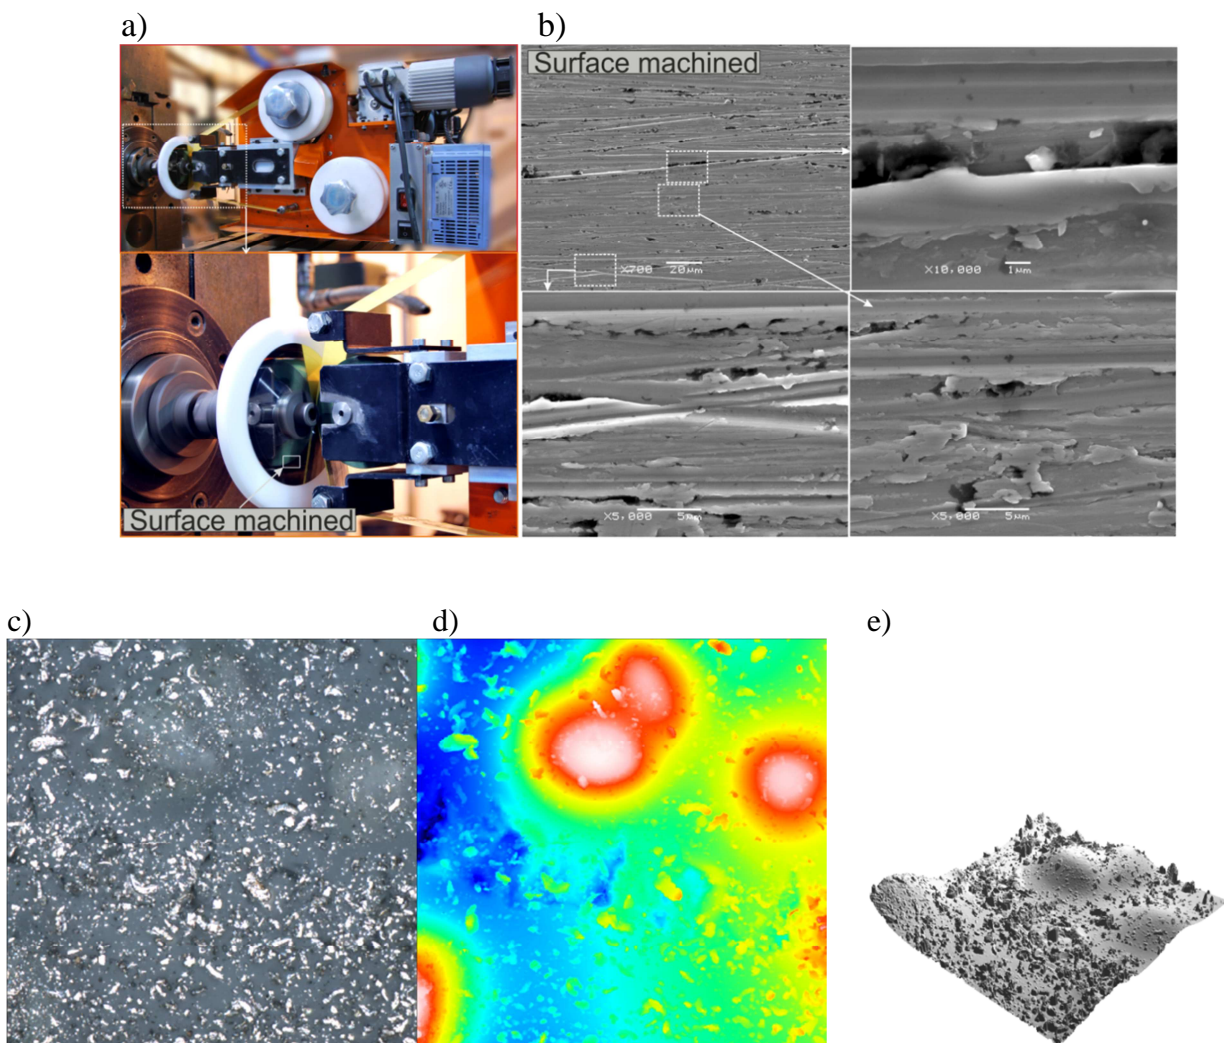 a)
b)
Surface machined
X700 20µm
X10,000 1µm
Surface machined
X5,000 5µm
X5,000 5µm
c)
d)
e)